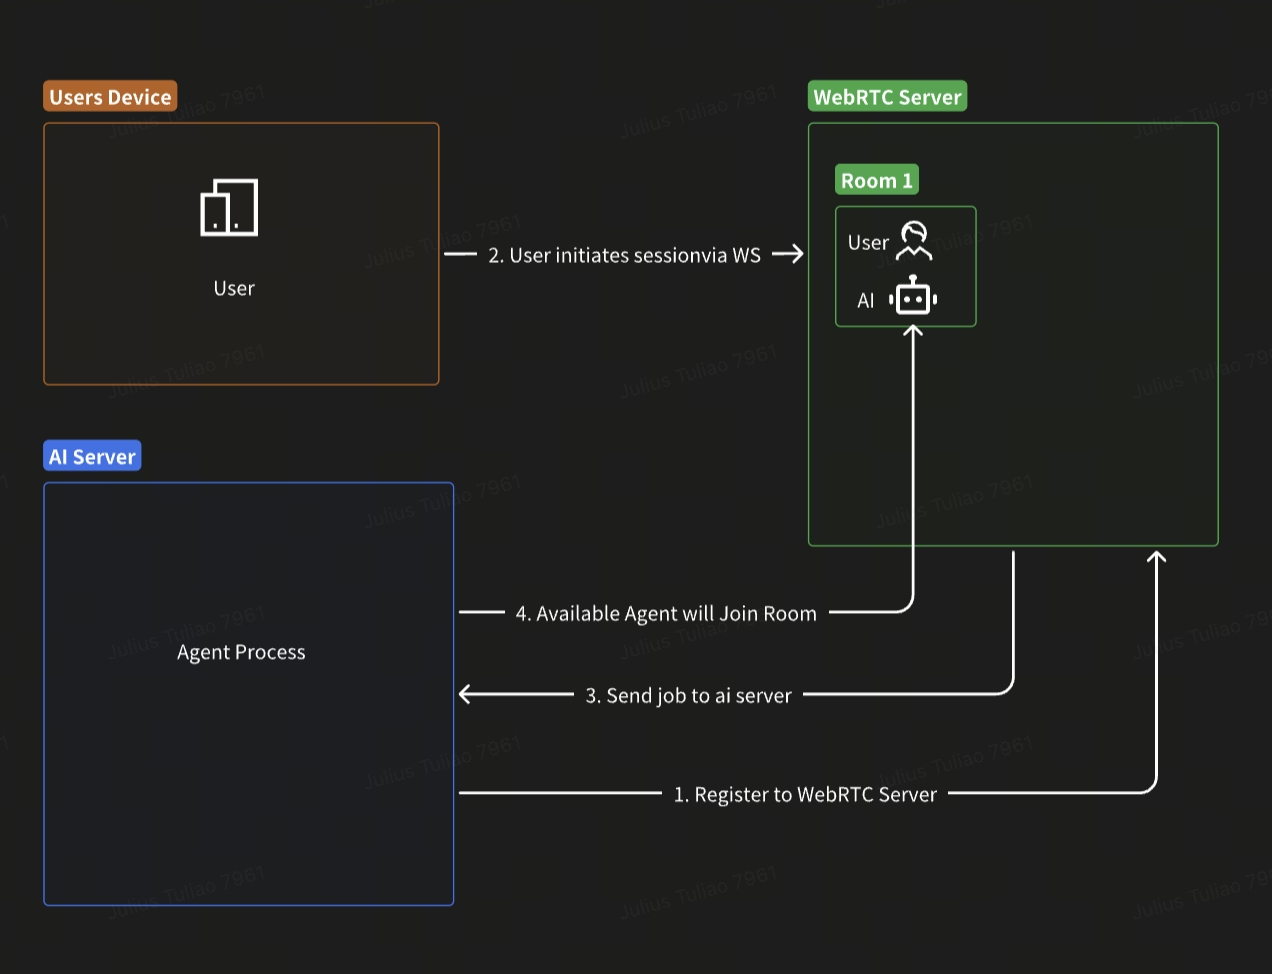 Users Device
WebRTC Server
Room 1
User
AI
2. User initiates sessionvia WS
User
AI Server
4. Available Agent will Join Room
Agent Process
3. Send job to ai server
1. Register to WebRTC Server
Julius Tuliao 7961